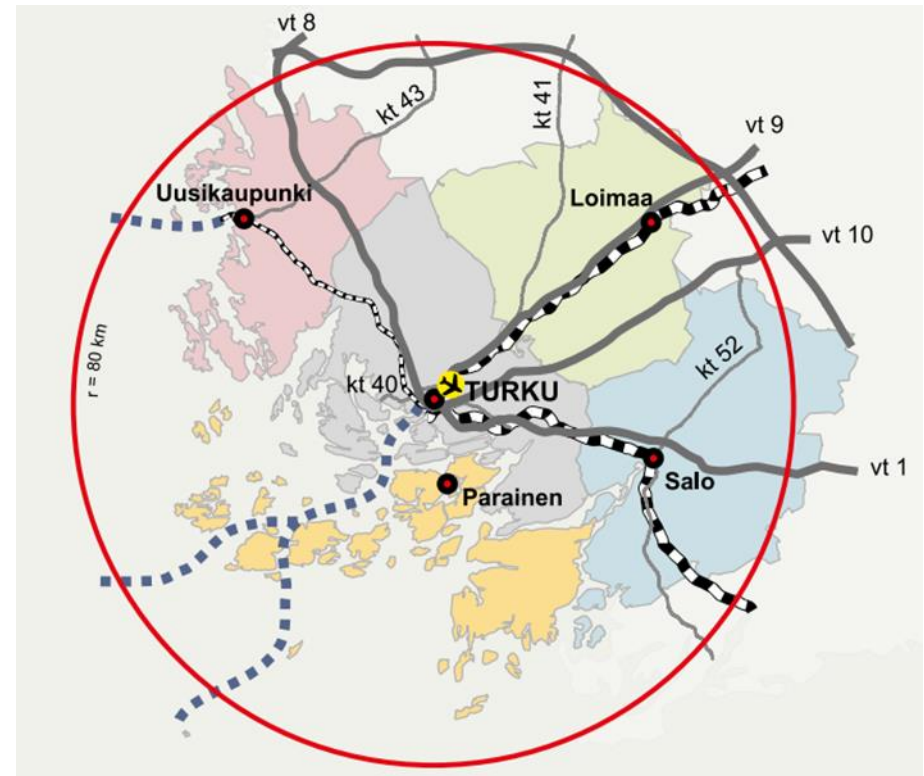 vt 8
kt 43
kt 41
vt 9
Uusikaupunki
Loimaa
vt 10
r = 80 km
kt 52
kt 40
TURKU
vt 1
Salo
Parainen